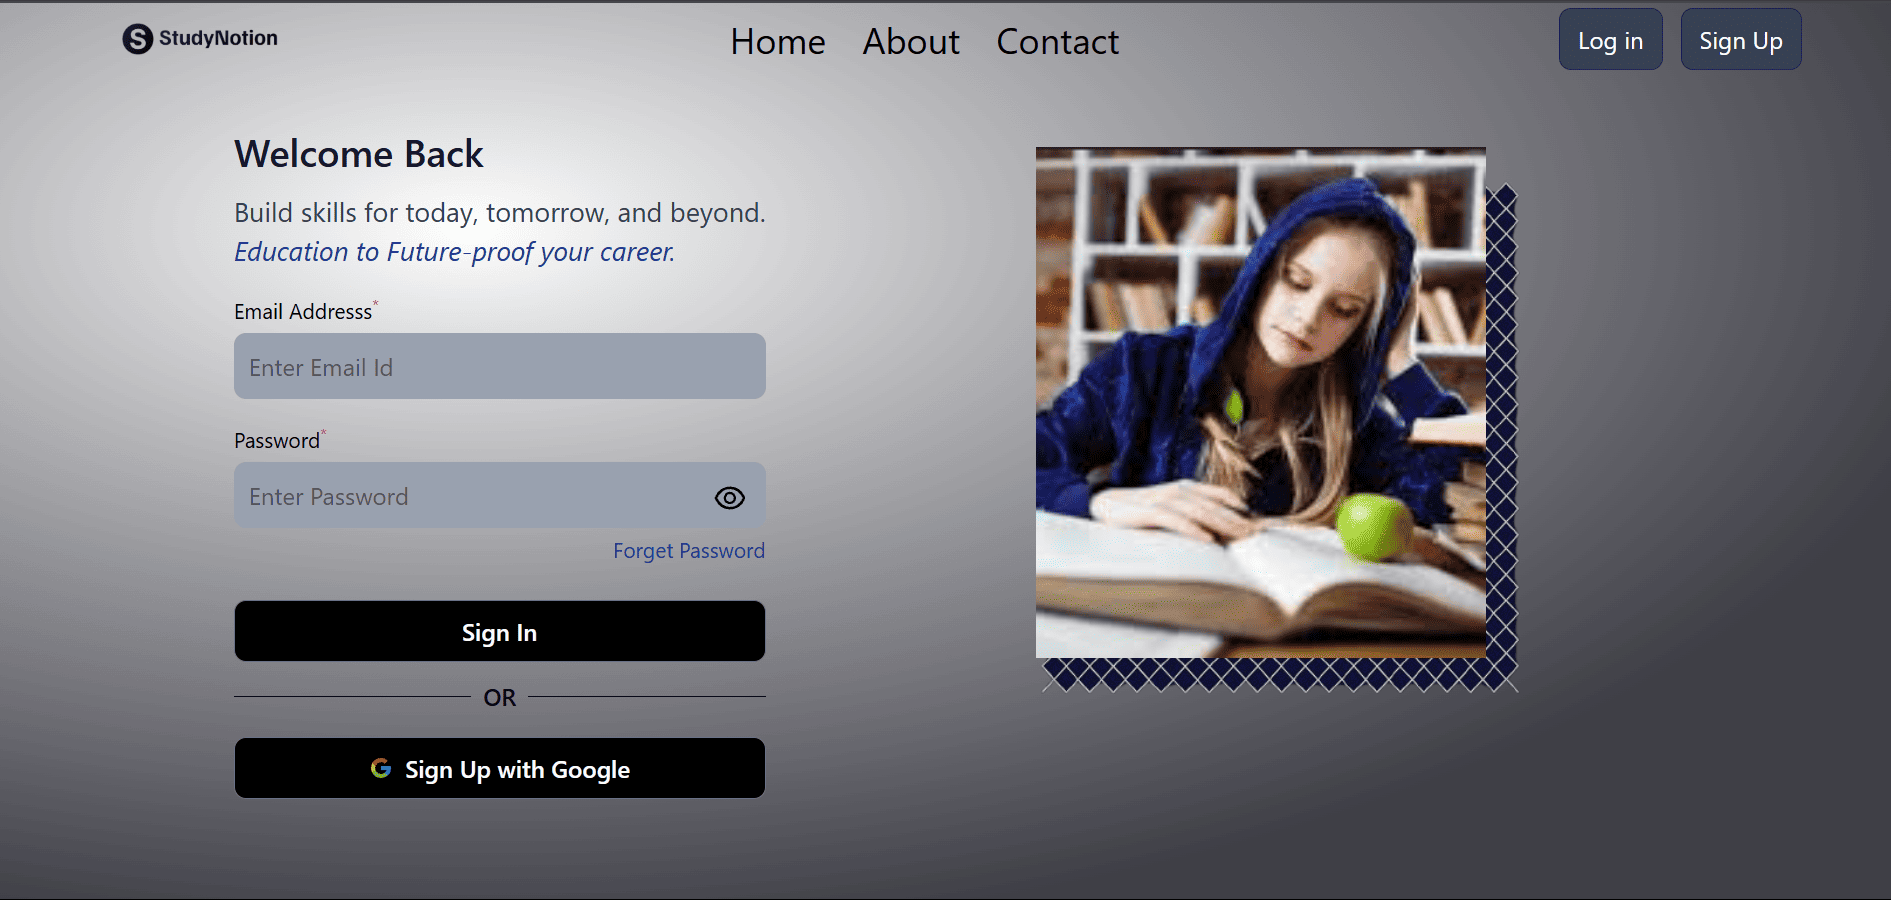 StudyNotion
Home About Contact
Log in Sign Up
Welcome Back
Build skills for today, tomorrow, and beyond.
Education to Future-proof your career.
Email Addresss*
Enter Email Id
Password*
Enter Password
Forget Password
Sign In
OR
Sign Up with Google